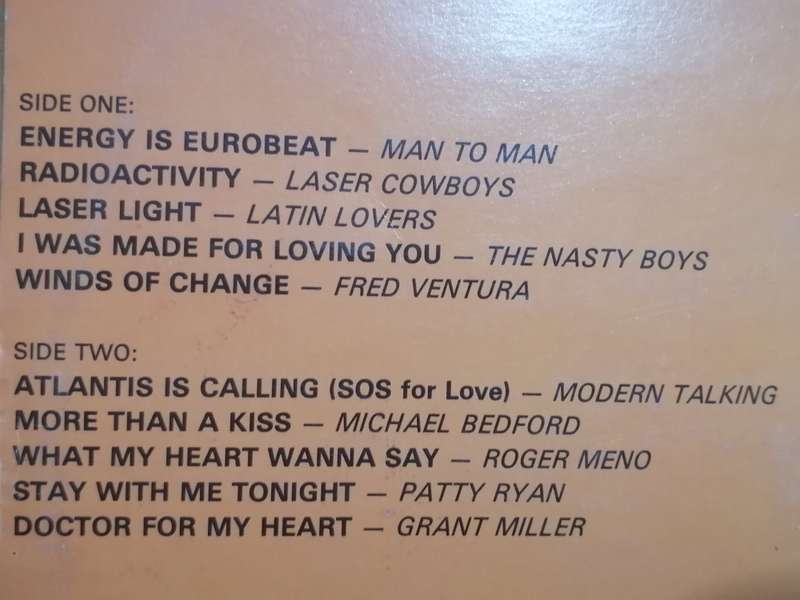 SIDE ONE:
ENERGY IS EUROBEAT — MAN TO MAN
RADIOACTIVITY — LASER COWBOYS
LASER LIGHT — LATIN LOVERS
I WAS MADE FOR LOVING YOU — THE NASTY BOYS
WINDS OF CHANGE — FRED VENTURA
SIDE TWO:
ATLANTIS IS CALLING (SOS for Love) — MODERN TALKING
MORE THAN A KISS — MICHAEL BEDFORD
WHAT MY HEART WANNA SAY — ROGER MENO
STAY WITH ME TONIGHT — PATTY RYAN
DOCTOR FOR MY HEART — GRANT MILLER